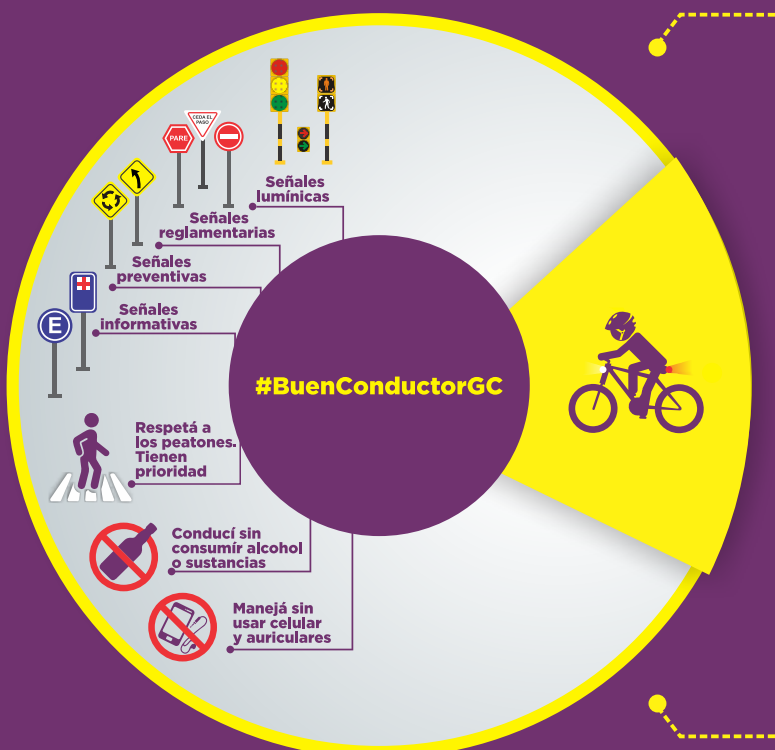 CEDA EL
PASO
PARE
Señales
lumínicas
Señales
reglamentarias
Señales
preventivas
Señales
informativas
E
#BuenConductorGC
Respetá a
los peatones.
Tienen
prioridad
Conducí sin
consumír alcohol
o sustancias
Manejá sin
usar celular
y auriculares